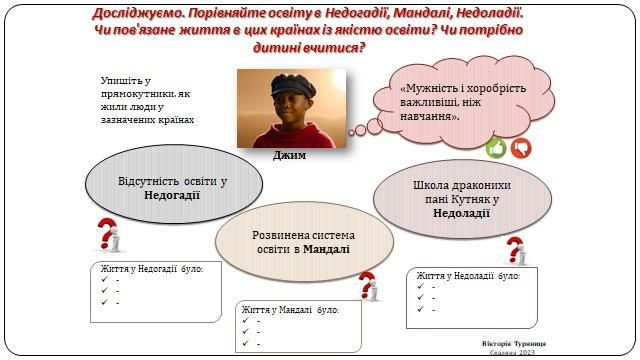 Досліджуємо. Порівняйте освіту в Недогадії, Мандалі, Недоладії.
Чи пов'язане життя в цих країнах із якістю освіти? Чи потрібно
дитині вчитися?
Упишіть у
прямокутники, як
жили люди у
зазначених країнах
«Мужність і хоробрість
важливіші, ніж
навчання».
Джим
Відсутність освіти у
Недогадії
Розвинена система
освіти в Мандалі
Школа драконихи
пані Кутняк у
Недоладії
Життя у Недогадії було:
✓ -
✓ -
✓ -
Життя у Мандалі було:
✓ -
✓ -
✓ -
Життя у Недоладії було:
✓ -
✓ -
✓ -
Вікторія Туряниця
Свалява 2023